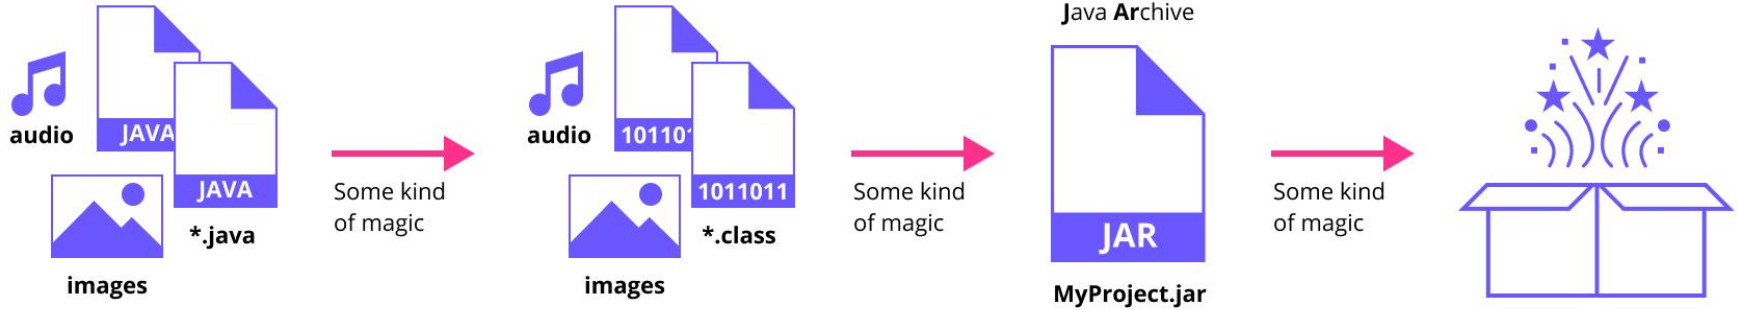 audio
JAVA
JAVA
*.java
images
Some kind
of magic
audio
10110
1011011
*.class
images
Some kind
of magic
Java Archive
JAR
MyProject.jar
Some kind
of magic